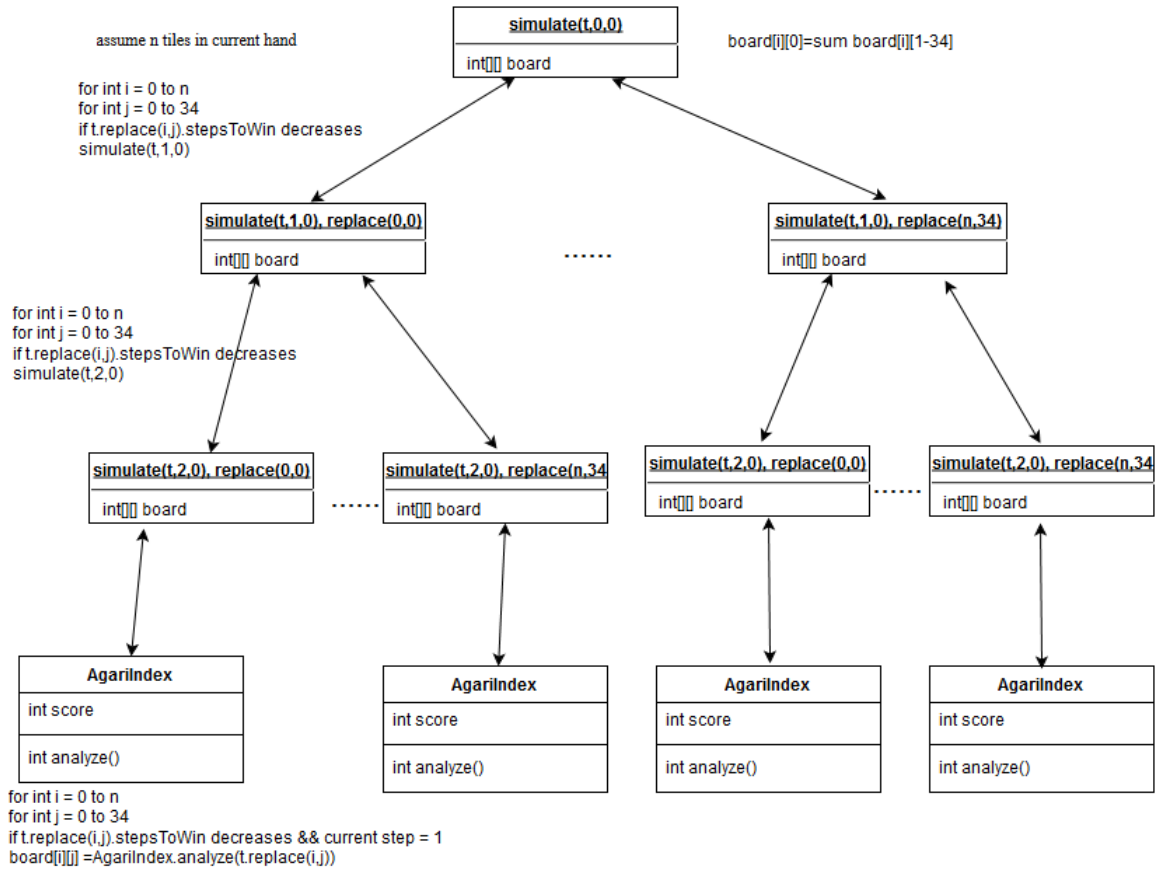 simulate(t,0,0)
assume n tiles in current hand
board[i][0]=sum board[i][1-34]
int[][] board
for int i = 0 to n
for int j = 0 to 34
if t.replace(i,j).stepsToWin decreases
simulate(t,1,0)
simulate(t,1,0), replace(0,0)
int[][] board
......
simulate(t,1,0), replace(n,34)
int[][] board
for int i = 0 to n
for int j = 0 to 34
if t.replace(i,j).stepsToWin decreases
simulate(t,2,0)
simulate(t,2,0), replace(0,0)
int[][] board
......
simulate(t,2,0), replace(n,34
int[][] board
simulate(t,2,0), replace(0,0)
int[][] board
......
simulate(t,2,0), replace(n,34
int[][] board
AgariIndex
int score
int analyze()
AgariIndex
int score
int analyze()
AgariIndex
int score
int analyze()
AgariIndex
int score
int analyze()
for int i = 0 to n
for int j = 0 to 34
if t.replace(i,j).stepsToWin decreases && current step = 1
board[i][j] =AgariIndex.analyze(t.replace(i,j))